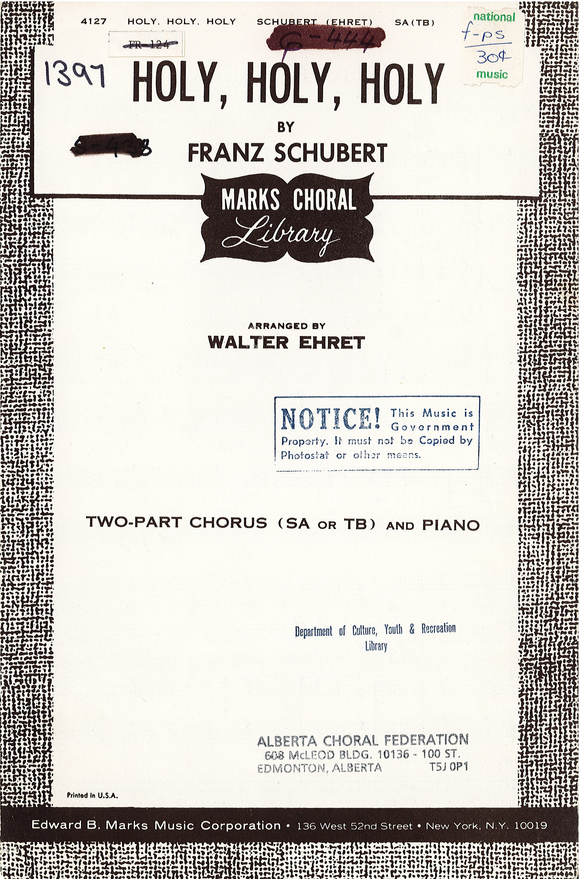 4127 HOLY, HOLY, HOLY SCHUBERT (EHRET) SA(TB)
national
f-ps
30¢
music
FR-124
G-444
1397
HOLY, HOLY, HOLY
BY
FRANZ SCHUBERT
MARKS CHORAL
Library
ARRANGED BY
WALTER EHRET
NOTICE! This Music is
Government
Property. It must not be Copied by
Photostat or other means.
TWO-PART CHORUS (SA OR TB) AND PIANO
Department of Culture, Youth & Recreation
Library
ALBERTA CHORAL FEDERATION
608 McLEOD BLDG. 10136 - 100 ST.
EDMONTON, ALBERTA T5J 0P1
Printed in U.S.A.
Edward B. Marks Music Corporation • 136 West 52nd Street • New York, N.Y. 10019